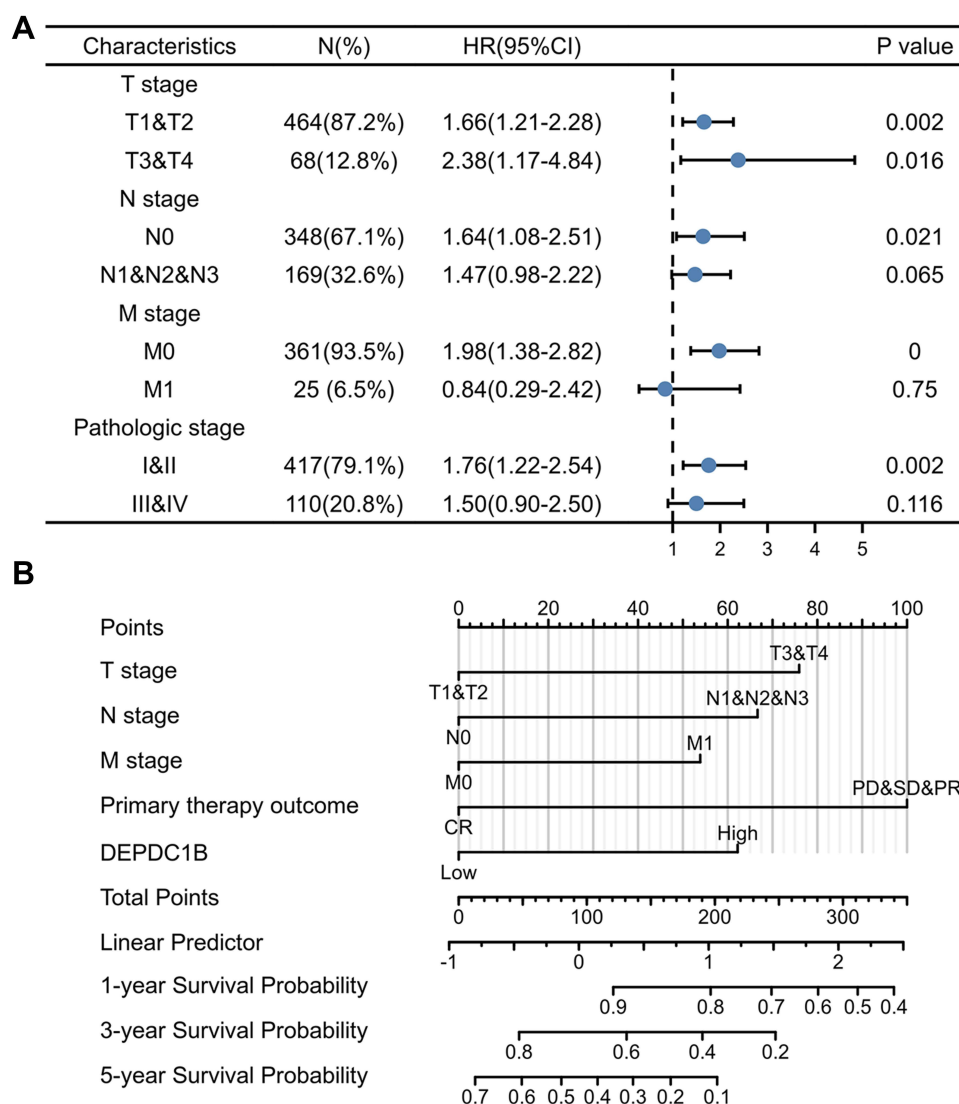 A
Characteristics N(%) HR(95%CI) P value
T stage
T1&T2 464(87.2%) 1.66(1.21-2.28) 0.002
T3&T4 68(12.8%) 2.38(1.17-4.84) 0.016
N stage
N0 348(67.1%) 1.64(1.08-2.51) 0.021
N1&N2&N3 169(32.6%) 1.47(0.98-2.22) 0.065
M stage
M0 361(93.5%) 1.98(1.38-2.82) 0
M1 25 (6.5%) 0.84(0.29-2.42) 0.75
Pathologic stage
I&II 417(79.1%) 1.76(1.22-2.54) 0.002
III&IV 110(20.8%) 1.50(0.90-2.50) 0.116
1 2 3 4 5
B
0 20 40 60 80 100
Points
T3&T4
T stage
T1&T2
N1&N2&N3
N stage
N0
M1
M stage
M0
PD&SD&PR
Primary therapy outcome
CR
High
DEPDC1B
Low
Total Points
0 100 200 300
Linear Predictor
-1 0 1 2
1-year Survival Probability
0.9 0.8 0.7 0.6 0.5 0.4
3-year Survival Probability
0.8 0.6 0.4 0.2
5-year Survival Probability
0.7 0.6 0.5 0.4 0.3 0.2 0.1